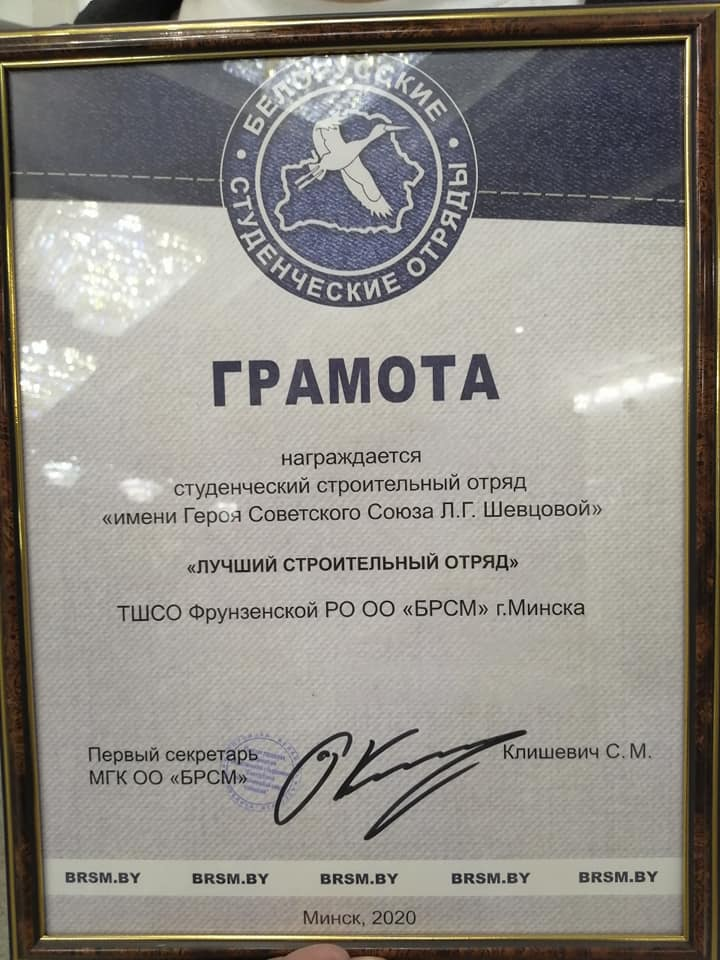 БЕЛОРУССКИЕ
СТУДЕНЧЕСКИЕ ОТРЯДЫ
ГРАМОТА
награждается
студенческий строительный отряд
«имени Героя Советского Союза Л.Г. Шевцовой»
«ЛУЧШИЙ СТРОИТЕЛЬНЫЙ ОТРЯД»
ТШСО Фрунзенской РО ОО «БРСМ» г.Минска
Первый секретарь Клишевич С. М.
МГК ОО «БРСМ»
BRSM.BY BRSM.BY BRSM.BY BRSM.BY BRSM.BY
Минск, 2020